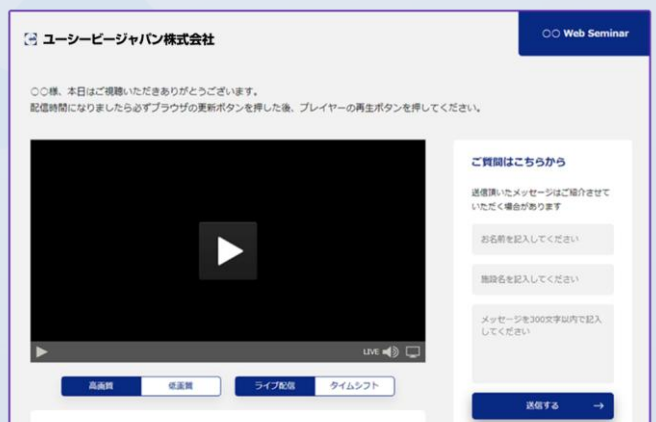 ユーシービージャパン株式会社
○○ Web Seminar
○○様、本日はご視聴いただきありがとうございます。
配信時間になりましたら必ずブラウザの更新ボタンを押した後、プレイヤーの再生ボタンを押してください。
LIVE
高画質
低画質
ライブ配信
タイムシフト
ご質問はこちらから
送信頂いたメッセージはご紹介させて
いただく場合があります
お名前を記入してください
施設名を記入してください
メッセージを300文字以内で記入
してください
送信する →